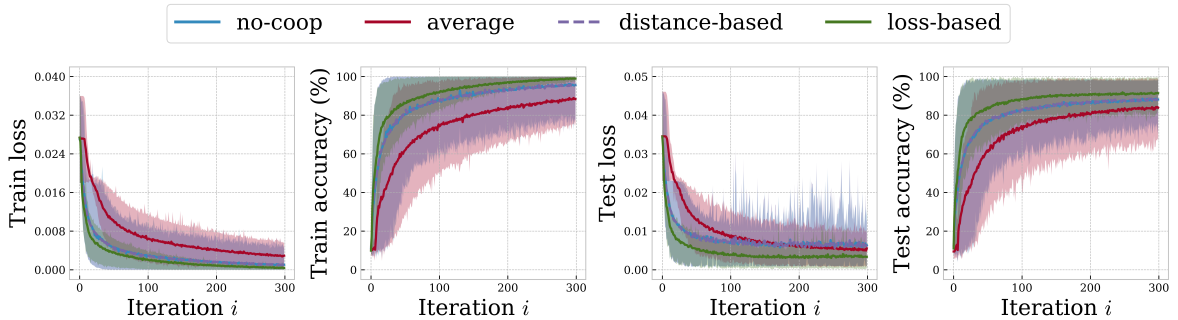 no-coop average distance-based loss-based
Train loss
0.040
0.032
0.024
0.016
0.008
0.000
0 100 200 300
Iteration i
Train accuracy (%)
100
80
60
40
20
0
0 100 200 300
Iteration i
Test loss
0.05
0.04
0.03
0.02
0.01
0.00
0 100 200 300
Iteration i
Test accuracy (%)
100
80
60
40
20
0
0 100 200 300
Iteration i